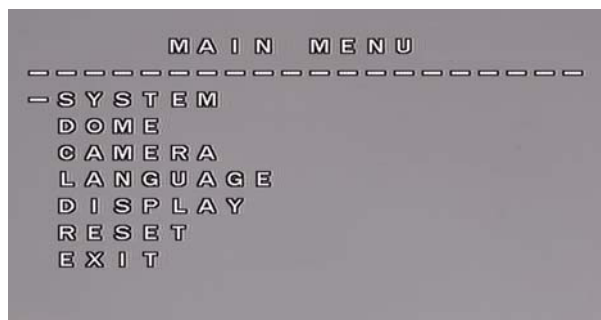 MAIN MENU
-SYSTEM
DOME
CAMERA
LANGUAGE
DISPLAY
RESET
EXIT